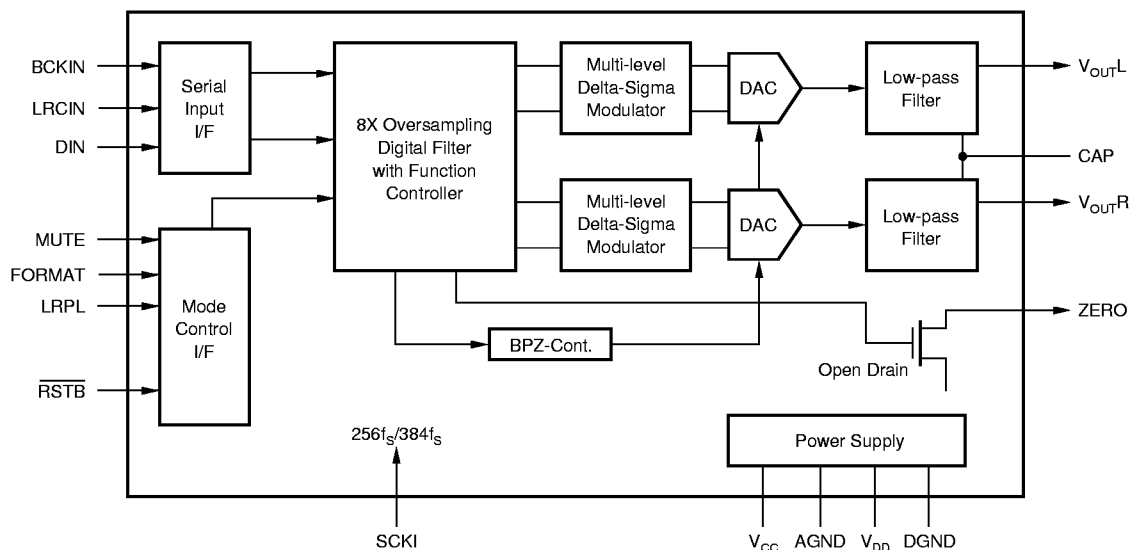 BCKIN
LRCIN
DIN
MUTE
FORMAT
LRPL
RSTB
Serial
Input
I/F
Mode
Control
I/F
8X Oversampling
Digital Filter
with Function
Controller
Multi-level
Delta-Sigma
Modulator
DAC
Low-pass
Filter
Multi-level
Delta-Sigma
Modulator
DAC
Low-pass
Filter
VOUTL
CAP
VOUTR
ZERO
BPZ-Cont.
Open Drain
256fS/384fS
Power Supply
SCKI
VCC
AGND
VDD
DGND